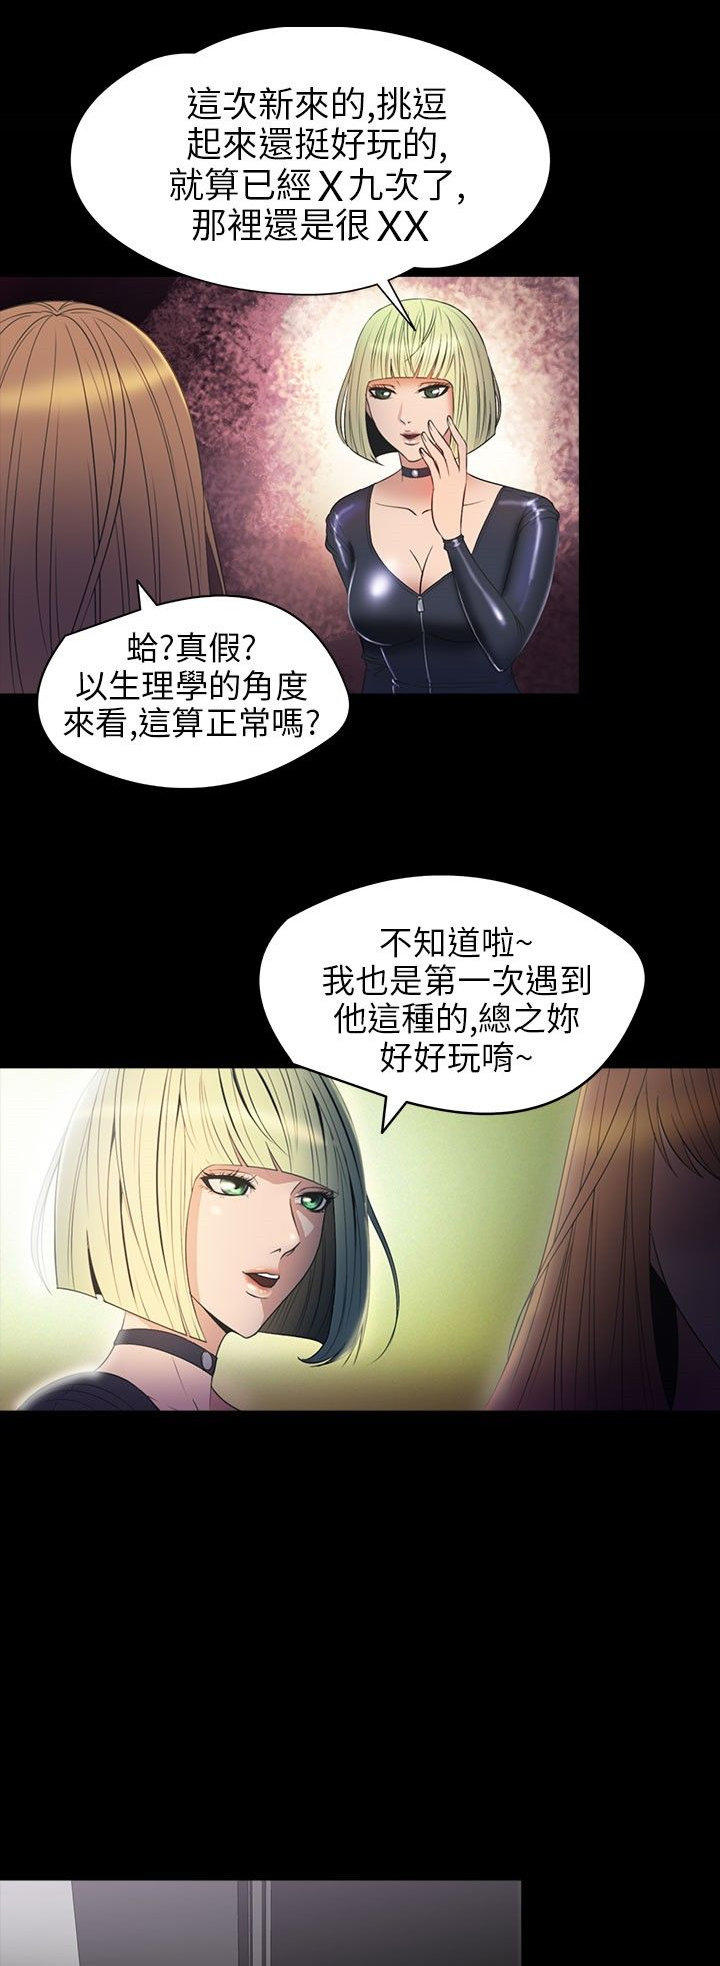 這次新來的,挑逗
起來還挺好玩的,
就算已經X九次了,
那裡還是很XX
蛤?真假?
以生理學的角度
來看,這算正常嗎?
不知道啦~
我也是第一次遇到
他這種的,總之妳
好好玩唷~